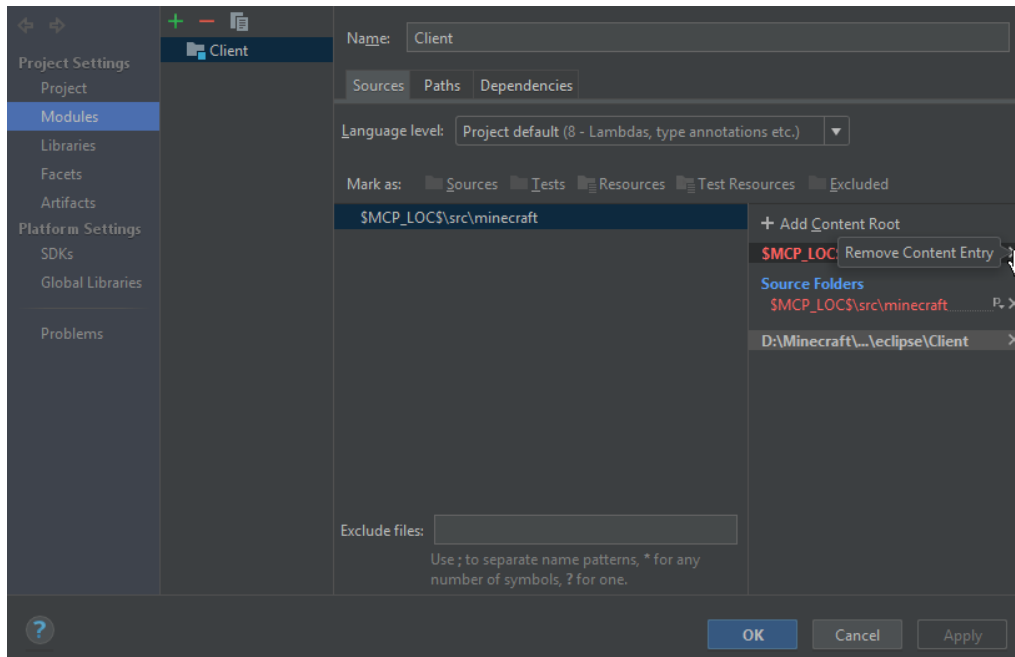 Project Settings
Project
Modules
Libraries
Facets
Artifacts
Platform Settings
SDKs
Global Libraries
Problems
Client
Name: Client
Sources Paths Dependencies
Language level: Project default (8 - Lambdas, type annotations etc.)
Mark as: Sources Tests Resources Test Resources Excluded
$MCP_LOC$\src\minecraft
+ Add Content Root
$MCP_LOC
Remove Content Entry
Source Folders
$MCP_LOC$\src\minecraft
D:\Minecraft\...\eclipse\Client
Exclude files:
Use ; to separate name patterns, * for any
number of symbols, ? for one.
?
OK Cancel Apply